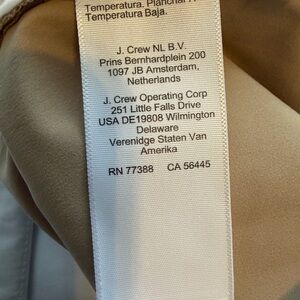 Temperatura. Planchar A
Temperatura Baja.
J. Crew NL B.V.
Prins Bernhardplein 200
1097 JB Amsterdam,
Netherlands
J. Crew Operating Corp
251 Little Falls Drive
USA DE19808 Wilmington
Delaware
Verenidge Staten Van
Amerika
RN 77388 CA 56445